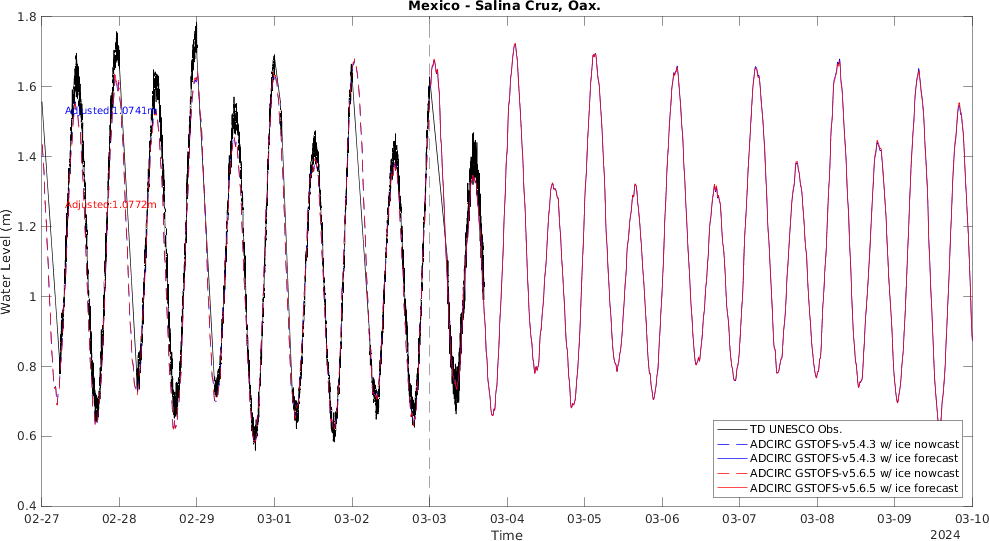 Mexico - Salina Cruz, Oax.
1.8
1.6
1.4
1.2
1
0.8
0.6
0.4
Water Level (m)
Adjusted:1.0741m
Adjusted:1.0772m
TD UNESCO Obs.
ADCIRC GSTOFS-v5.4.3 w/ ice nowcast
ADCIRC GSTOFS-v5.4.3 w/ ice forecast
ADCIRC GSTOFS-v5.6.5 w/ ice nowcast
ADCIRC GSTOFS-v5.6.5 w/ ice forecast
02-27 02-28 02-29 03-01 03-02 03-03 03-04 03-05 03-06 03-07 03-08 03-09 03-10
Time
2024